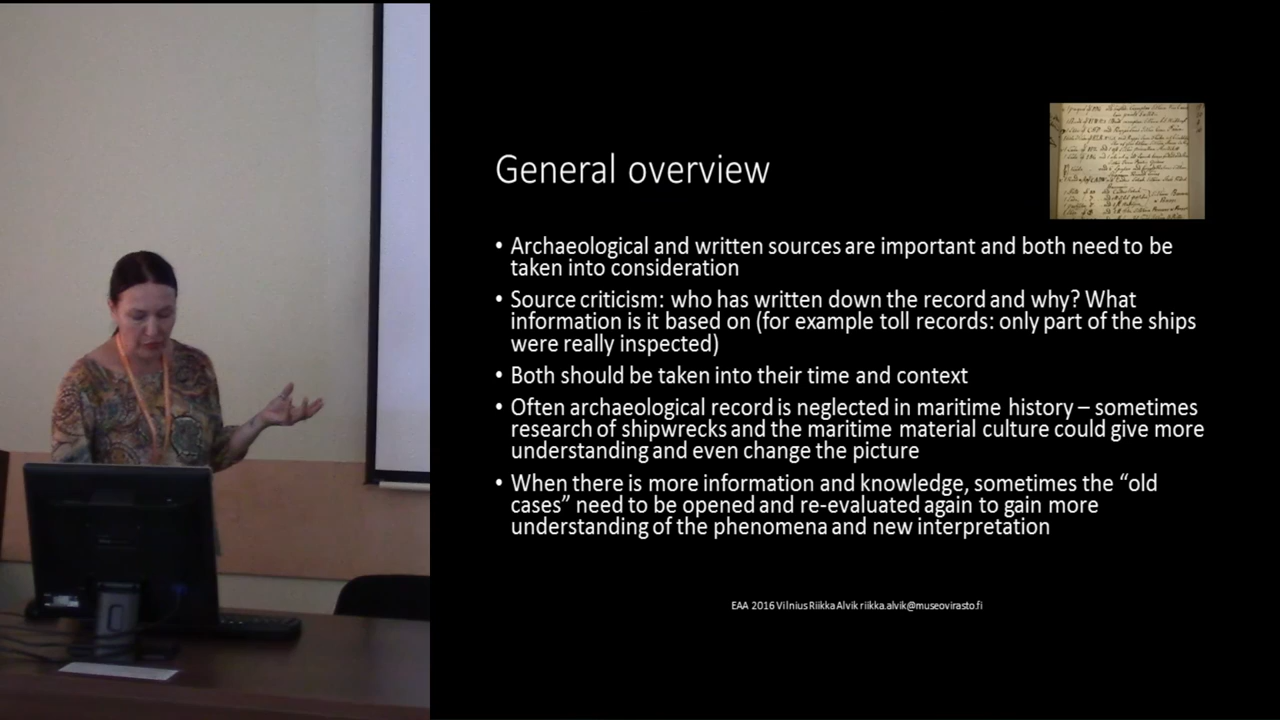 General overview
• Archaeological and written sources are important and both need to be
taken into consideration
• Source criticism: who has written down the record and why? What
information is it based on (for example toll records: only part of the ships
were really inspected)
• Both should be taken into their time and context
• Often archaeological record is neglected in maritime history – sometimes
research of shipwrecks and the maritime material culture could give more
understanding and even change the picture
• When there is more information and knowledge, sometimes the “old
cases” need to be opened and re-evaluated again to gain more
understanding of the phenomena and new interpretation
EAA 2016 Vilnius Riikka Alvik riikka.alvik@museovirasto.fi